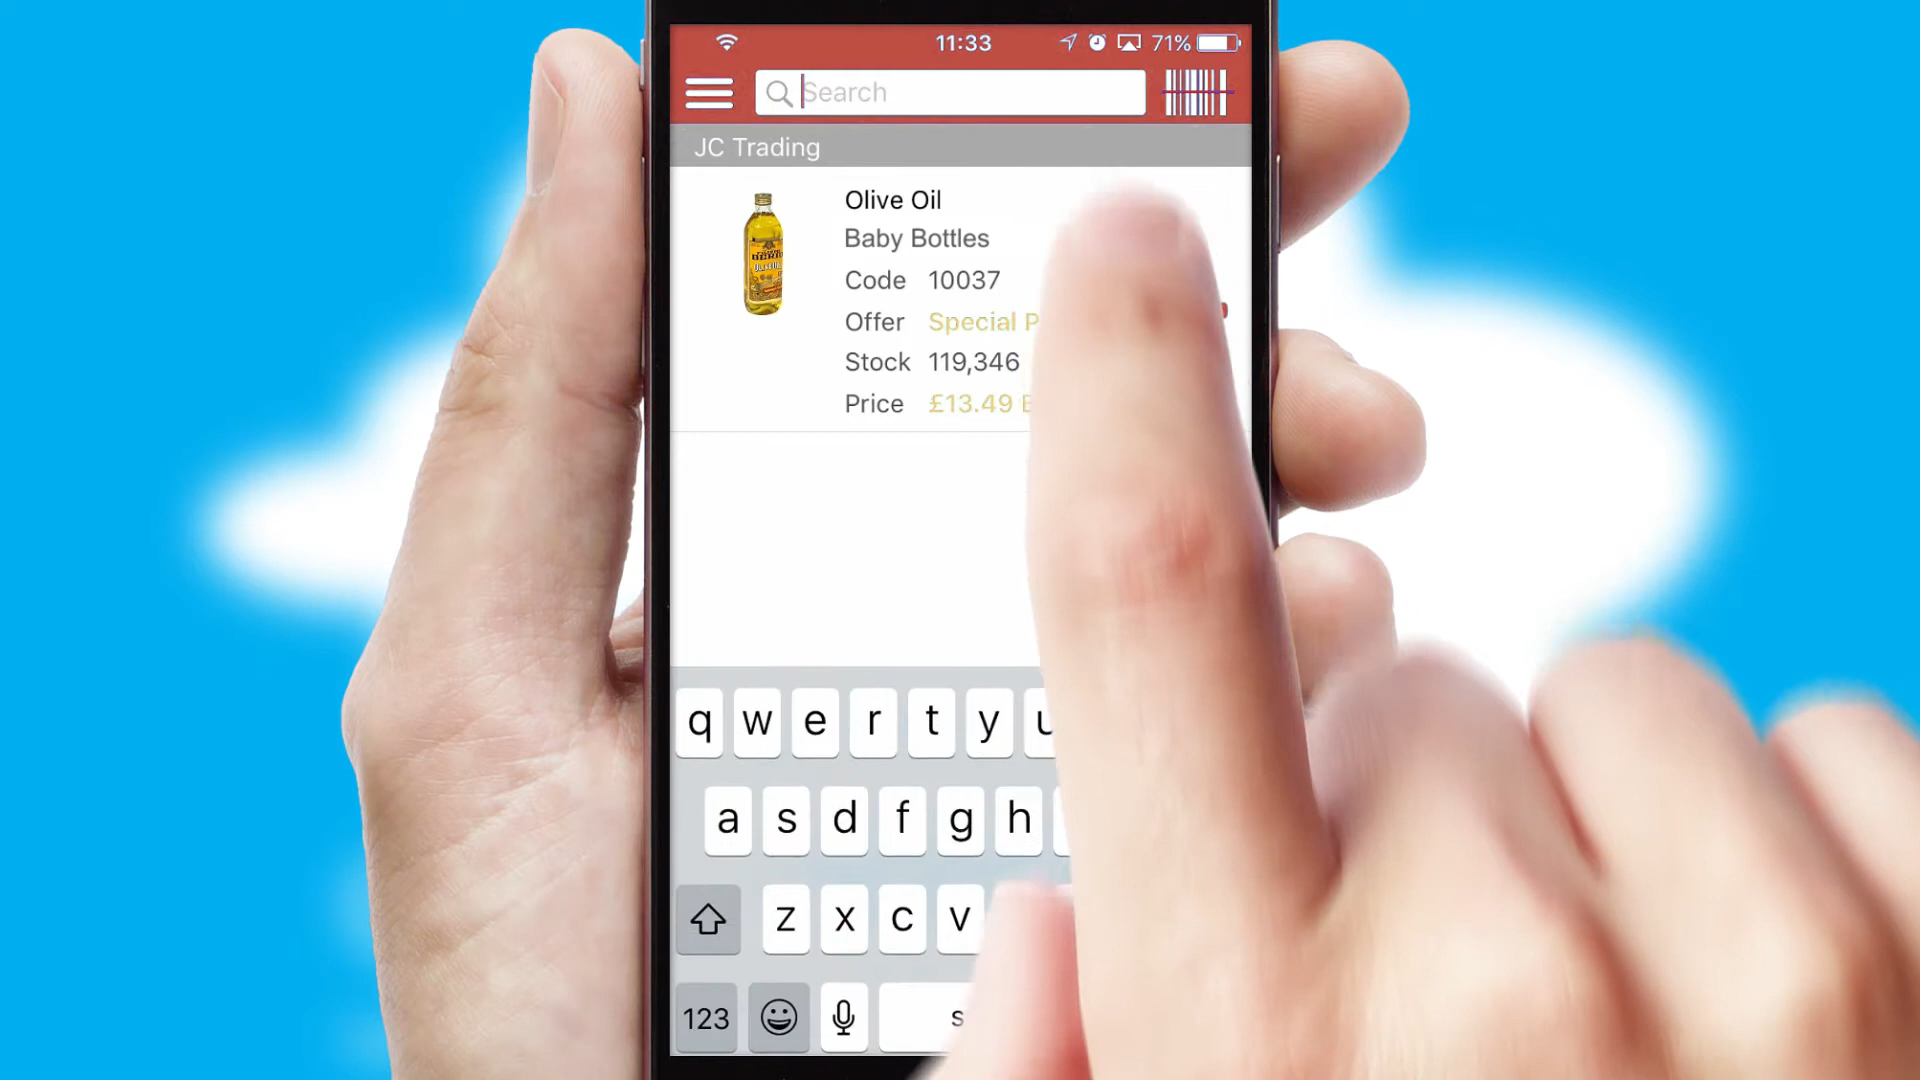 11:33 71%
Search
JC Trading
Olive Oil
Baby Bottles
Code 10037
Offer Special
Stock 119,346
Price £13.49
q w e r t y u
a s d f g h
z x c v
123